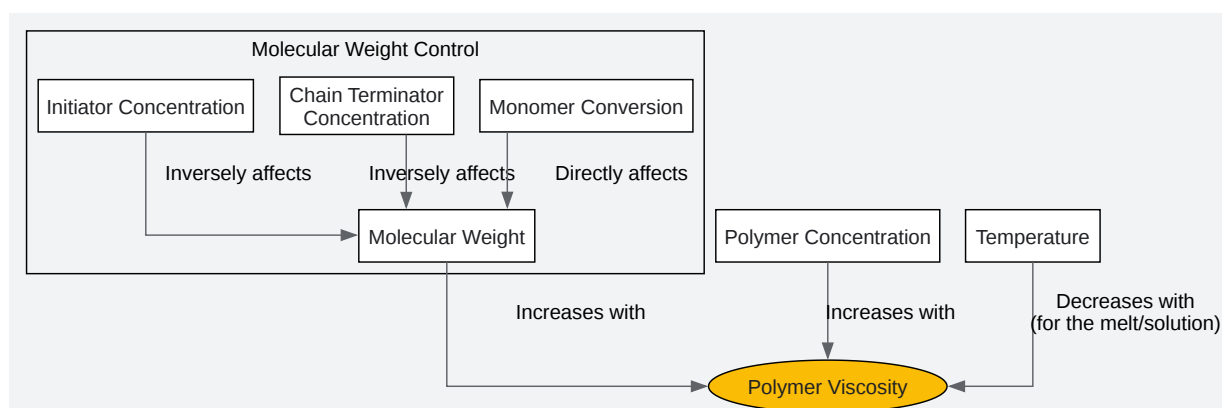 Molecular Weight Control
Initiator Concentration
Chain Terminator
Concentration
Monomer Conversion
Inversely affects
Inversely affects
Directly affects
Molecular Weight
Polymer Concentration
Temperature
Increases with
Increases with
Decreases with
(for the melt/solution)
Polymer Viscosity